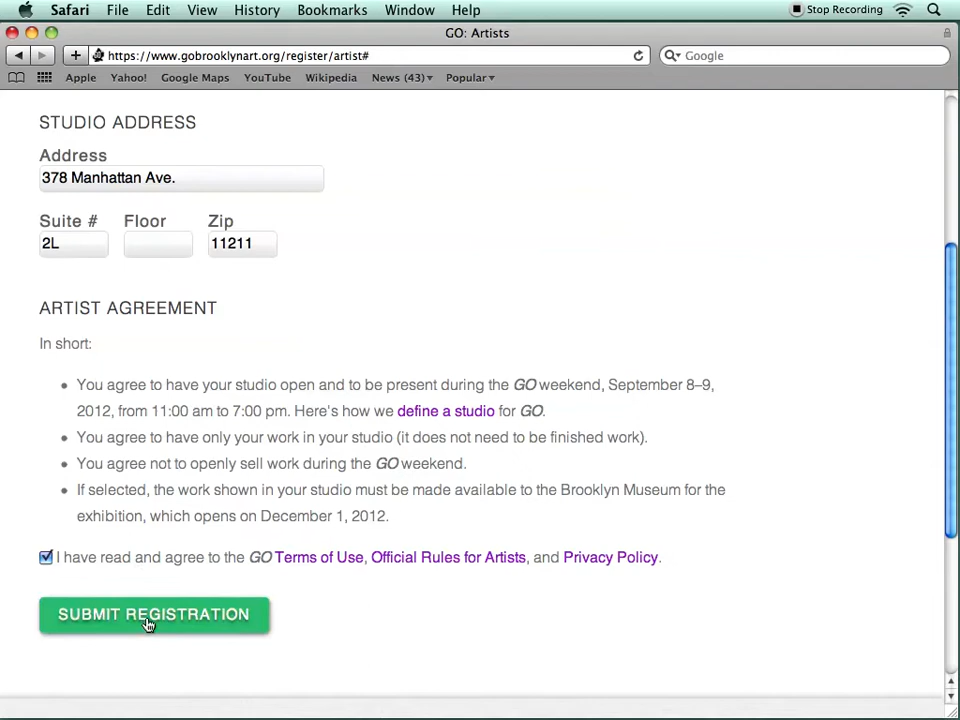 Safari File Edit View History Bookmarks Window Help Stop Recording
GO: Artists
https://www.gobrooklynart.org/register/artist#
Google
Apple Yahoo! Google Maps YouTube Wikipedia News (43) Popular
STUDIO ADDRESS
Address
378 Manhattan Ave.
Suite # Floor Zip
2L 11211
ARTIST AGREEMENT
In short:
• You agree to have your studio open and to be present during the GO weekend, September 8–9,
2012, from 11:00 am to 7:00 pm. Here's how we define a studio for GO.
• You agree to have only your work in your studio (it does not need to be finished work).
• You agree not to openly sell work during the GO weekend.
• If selected, the work shown in your studio must be made available to the Brooklyn Museum for the
exhibition, which opens on December 1, 2012.
I have read and agree to the GO Terms of Use, Official Rules for Artists, and Privacy Policy.
SUBMIT REGISTRATION